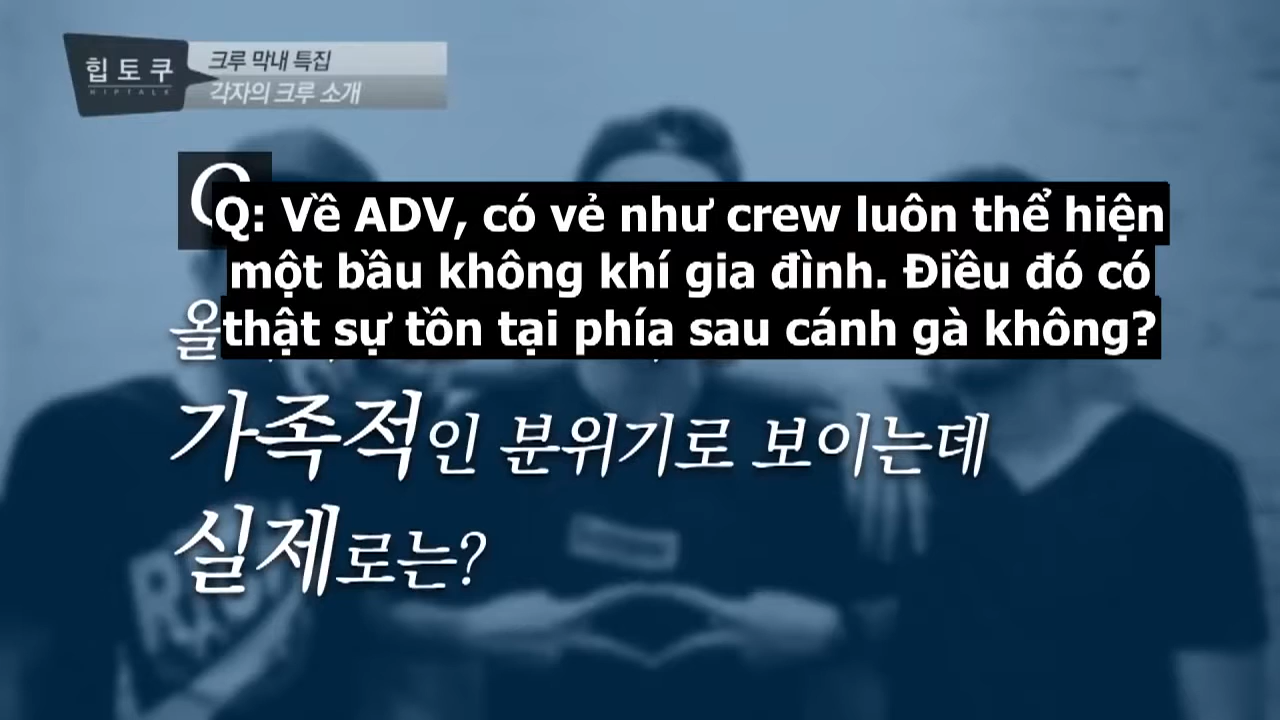 힙토쿠
HIPTALK
크루 막내 특집
각자의 크루 소개
Q
Q: Về ADV, có vẻ như crew luôn thể hiện
một bầu không khí gia đình. Điều đó có
thật sự tồn tại phía sau cánh gà không?
가족적인 분위기로 보이는데
실제로는?